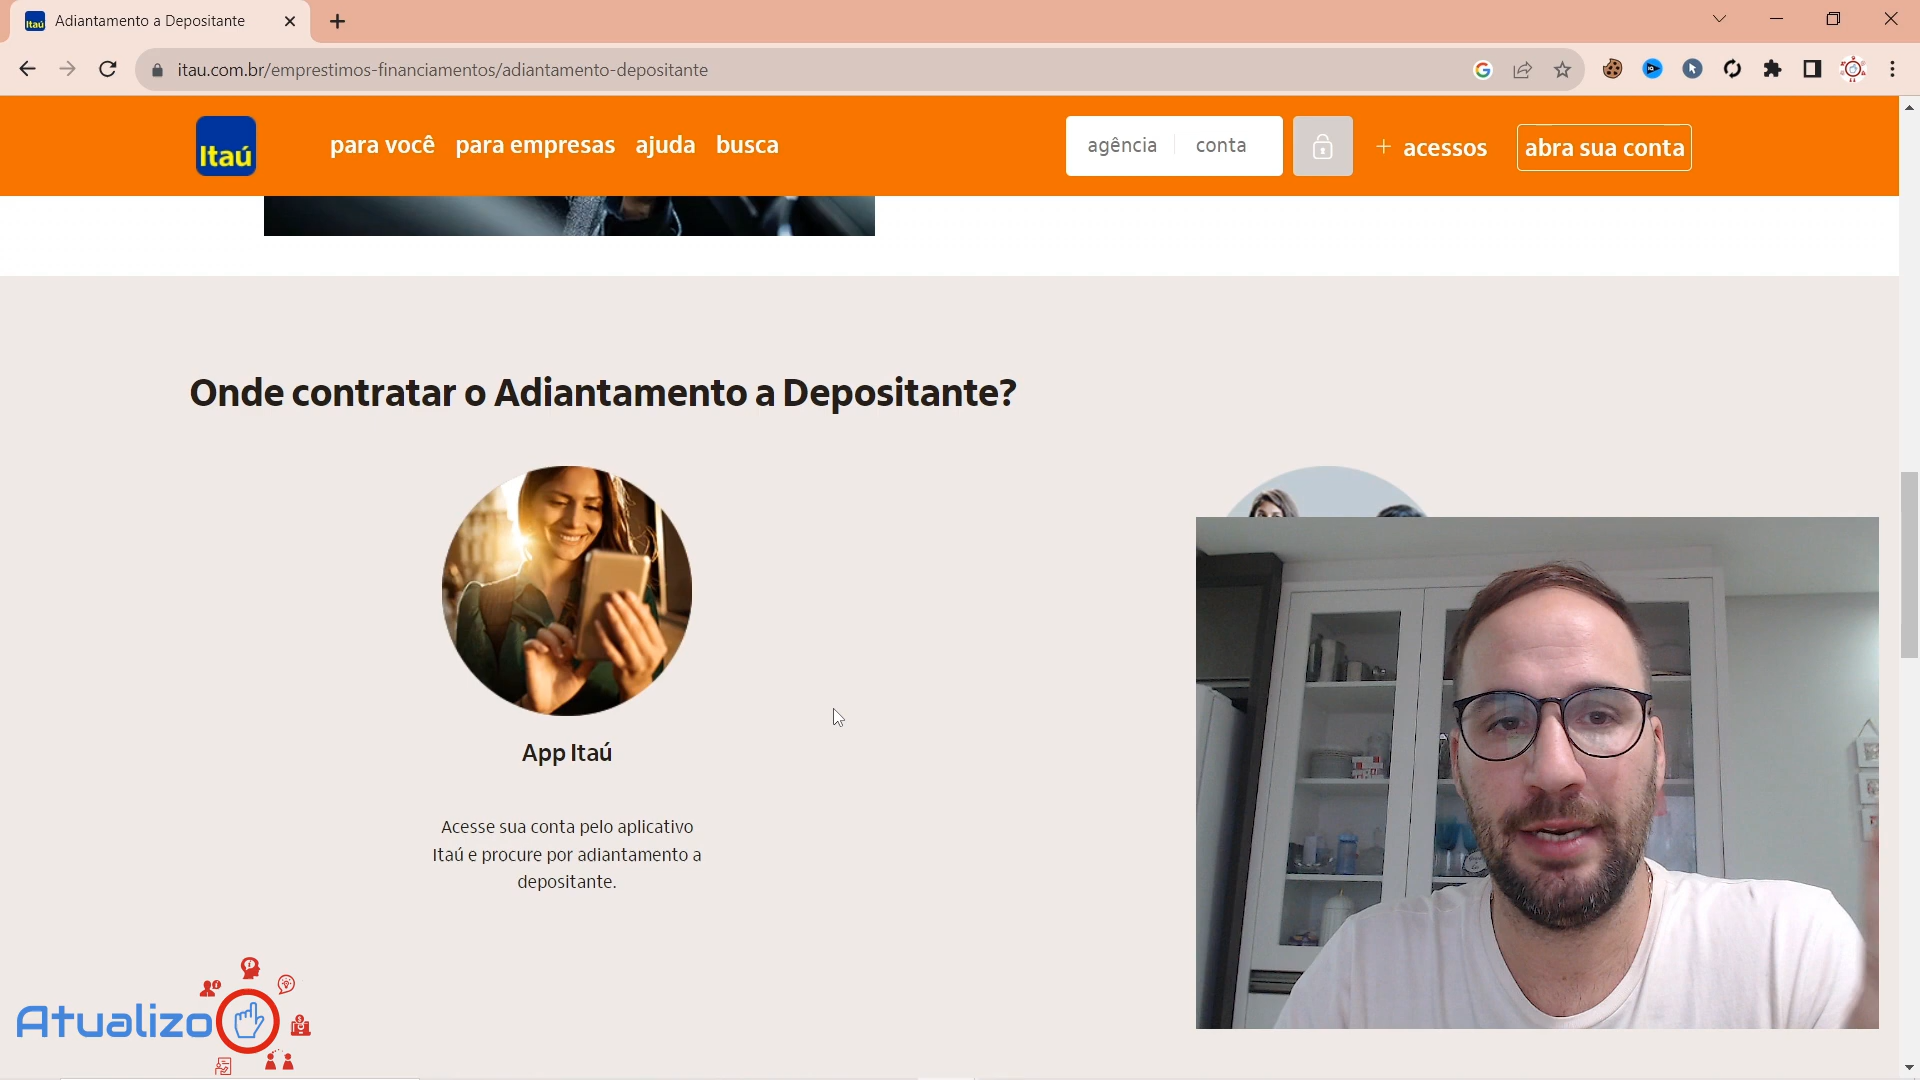 Itaú
Adiantamento a Depositante
itau.com.br/emprestimos-financiamentos/adiantamento-depositante
Itaú
para você
para empresas
ajuda
busca
agência
conta
+ acessos
abra sua conta
Onde contratar o Adiantamento a Depositante?
App Itaú
Acesse sua conta pelo aplicativo
Itaú e procure por adiantamento a
depositante.
Atualizo